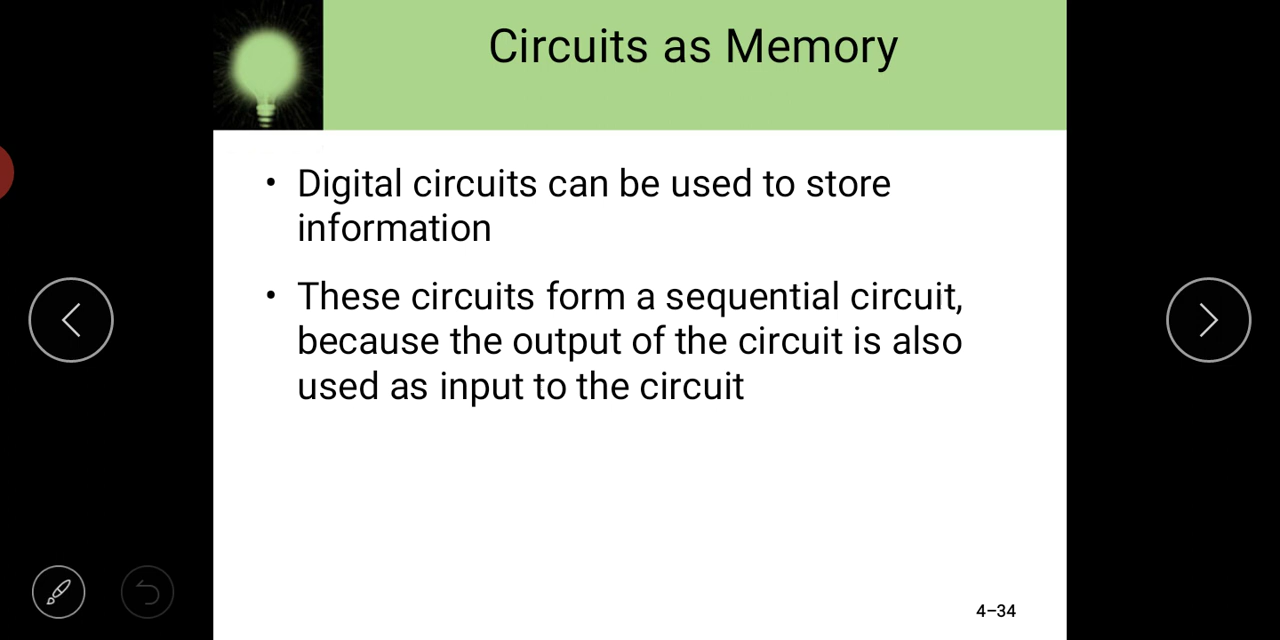 Circuits as Memory
• Digital circuits can be used to store
information
• These circuits form a sequential circuit,
because the output of the circuit is also
used as input to the circuit
4–34